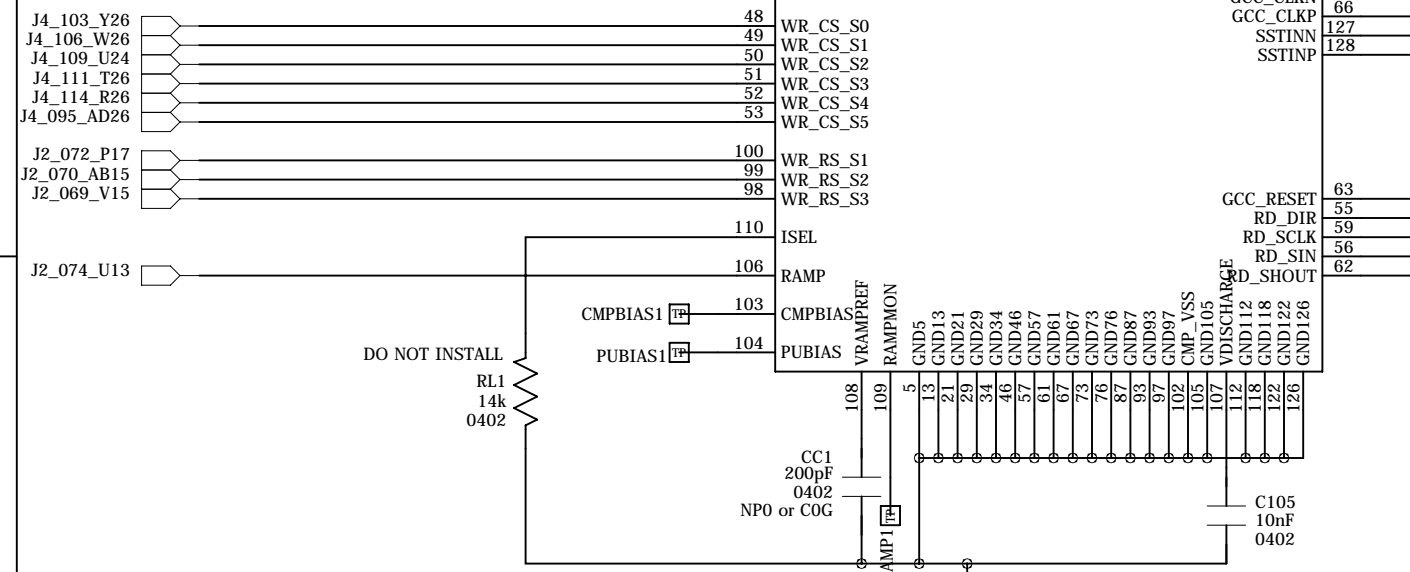 J4_103_Y26
J4_106_W26
J4_109_U24
J4_111_T26
J4_114_R26
J4_095_AD26
48 WR_CS_S0
49 WR_CS_S1
50 WR_CS_S2
51 WR_CS_S3
52 WR_CS_S4
53 WR_CS_S5
GCC_CLKN
GCC_CLKP 66
SSTINN 127
SSTINP 128
J2_072_P17
J2_070_AB15
J2_069_V15
100 WR_RS_S1
99 WR_RS_S2
98 WR_RS_S3
GCC_RESET 63
RD_DIR 55
RD_SCLK 59
RD_SIN 56
RD_SHOUT 62
110 ISEL
J2_074_U13
106 RAMP
CMPBIAS1 TP 103 CMPBIAS
PUBIAS1 TP 104 PUBIAS
DO NOT INSTALL
RL1
14k
0402
VRAMPREF 108
RAMPMON 109
GND5 5
GND13 13
GND21 21
GND29 29
GND34 34
GND46 46
GND57 57
GND61 61
GND67 67
GND73 73
GND76 76
GND87 87
GND93 93
GND97 97
CMP_VSS 102
GND105 105
VDISCHARGE 107
GND112 112
GND118 118
GND122 122
GND126 126
CC1
200pF
0402
NP0 or C0G
AMP1 TP
C105
10nF
0402